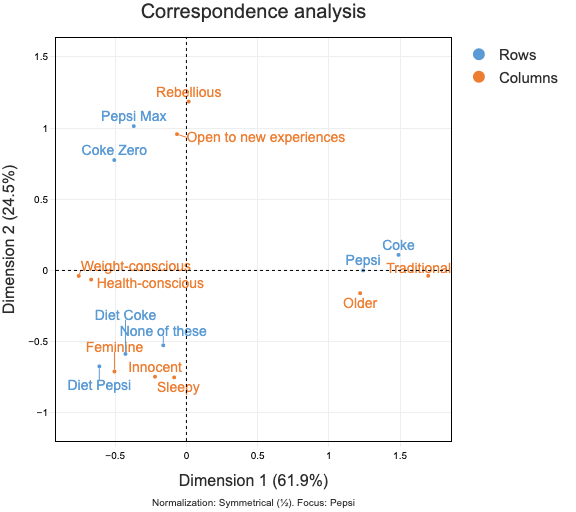 Correspondence analysis
Rows
Columns
Dimension 2 (24.5%)
1.5
1
0.5
0
−0.5
−1
Rebellious
Pepsi Max
Open to new experiences
Coke Zero
Coke
Pepsi
Weight-conscious
Traditional
Health-conscious
Older
Diet Coke
None of these
Feminine
Innocent
Diet Pepsi
Sleepy
−0.5
0
0.5
1
1.5
Dimension 1 (61.9%)
Normalization: Symmetrical (½). Focus: Pepsi